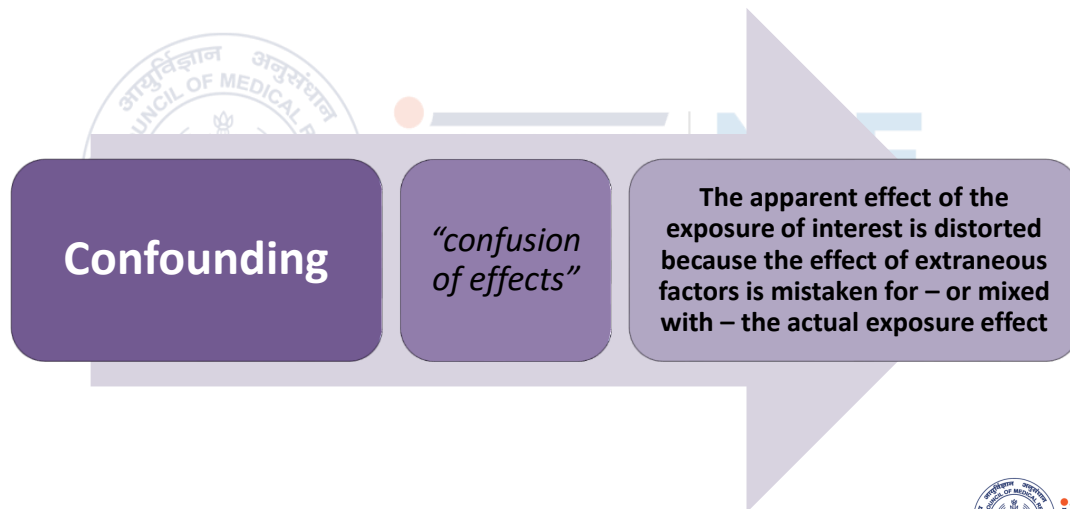 आयुर्विज्ञान अनुसंधान
COUNCIL OF MEDICAL
Confounding
“confusion
of effects”
The apparent effect of the
exposure of interest is distorted
because the effect of extraneous
factors is mistaken for – or mixed
with – the actual exposure effect